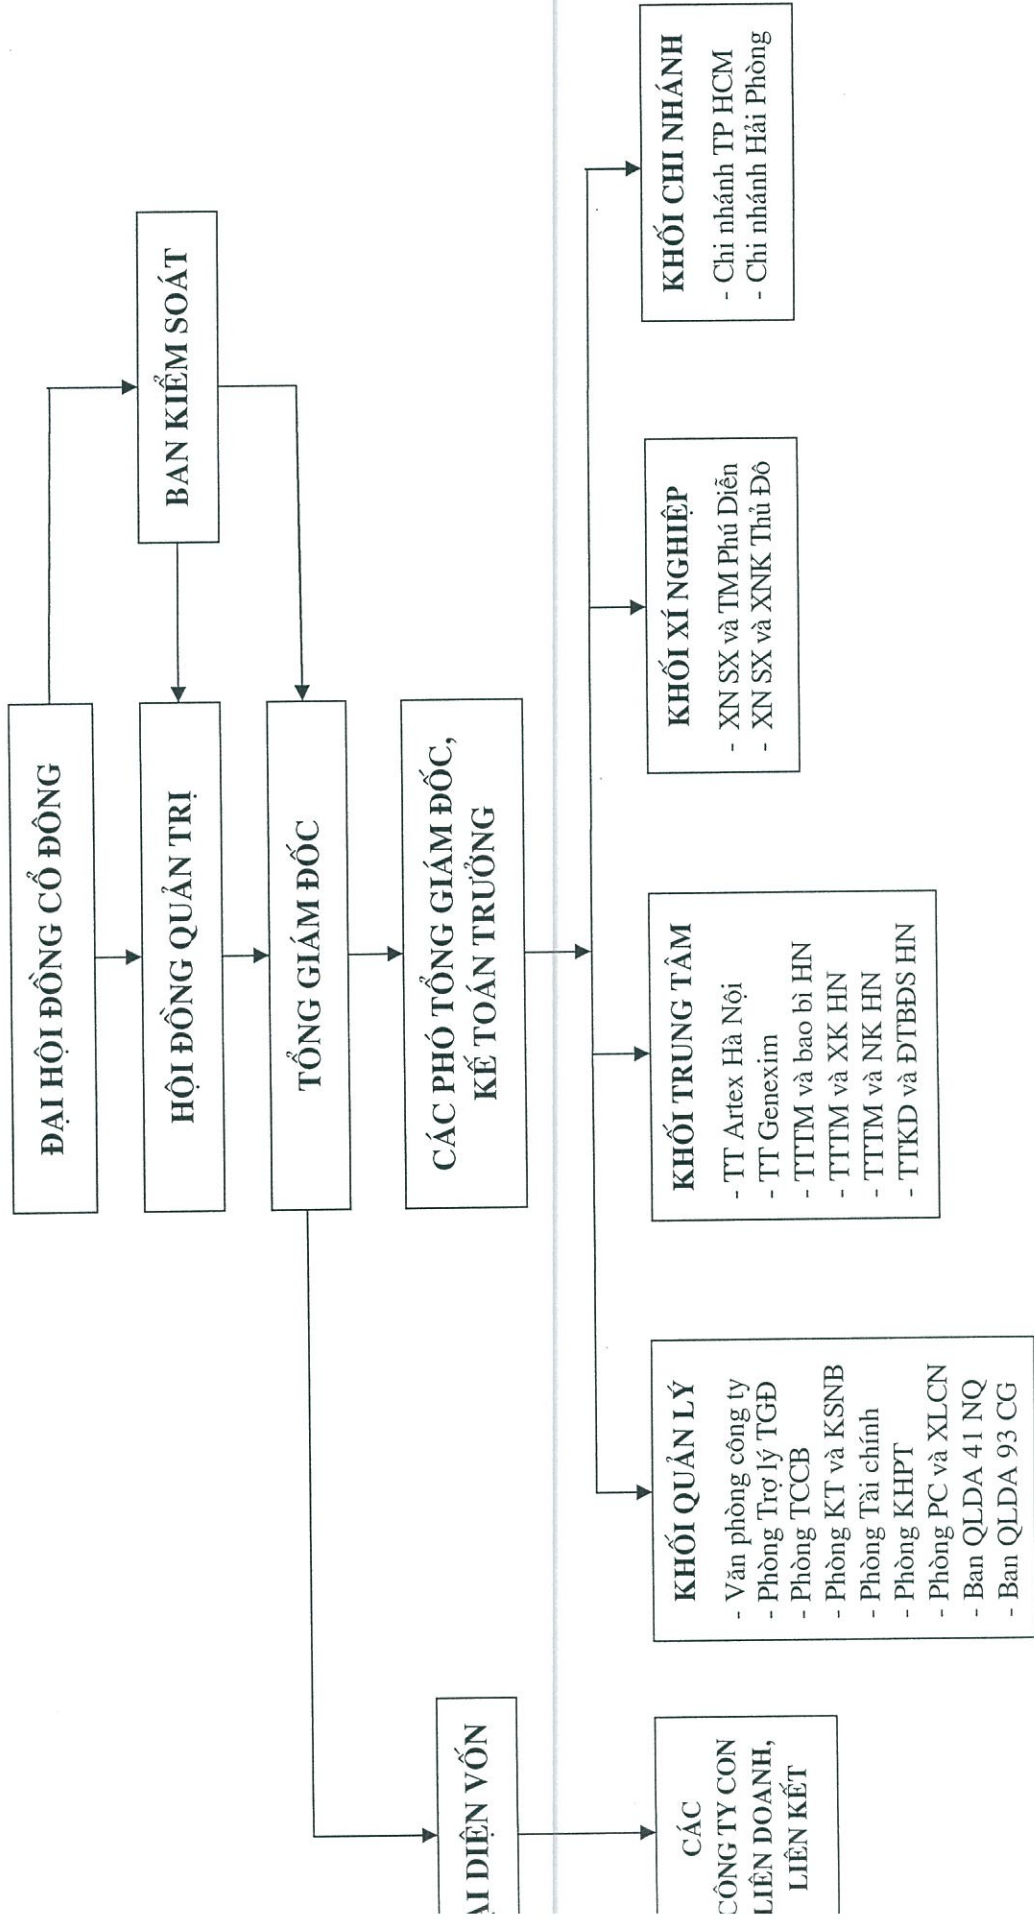 ĐẠI HỘI ĐỒNG CỔ ĐÔNG
BAN KIỂM SOÁT
HỘI ĐỒNG QUẢN TRỊ
TỔNG GIÁM ĐỐC
CÁC PHÓ TỔNG GIÁM ĐỐC,
KẾ TOÁN TRƯỞNG
DIỆN VỐN
CÁC
CÔNG TY CON
LIÊN DOANH,
LIÊN KẾT
KHỐI QUẢN LÝ
- Văn phòng công ty
- Phòng Trợ lý TGĐ
- Phòng TCCB
- Phòng KT và KSNB
- Phòng Tài chính
- Phòng KHPT
- Phòng PC và XLCN
- Ban QLDA 41 NQ
- Ban QLDA 93 CG
KHỐI TRUNG TÂM
- TT Artex Hà Nội
- TT Genexim
- TTTM và bao bì HN
- TTTM và XK HN
- TTTM và NK HN
- TTKD và ĐTBĐS HN
KHỐI XÍ NGHIỆP
- XN SX và TM Phú Diễn
- XN SX và XNK Thủ Đô
KHỐI CHI NHÁNH
- Chi nhánh TP HCM
- Chi nhánh Hải Phòng